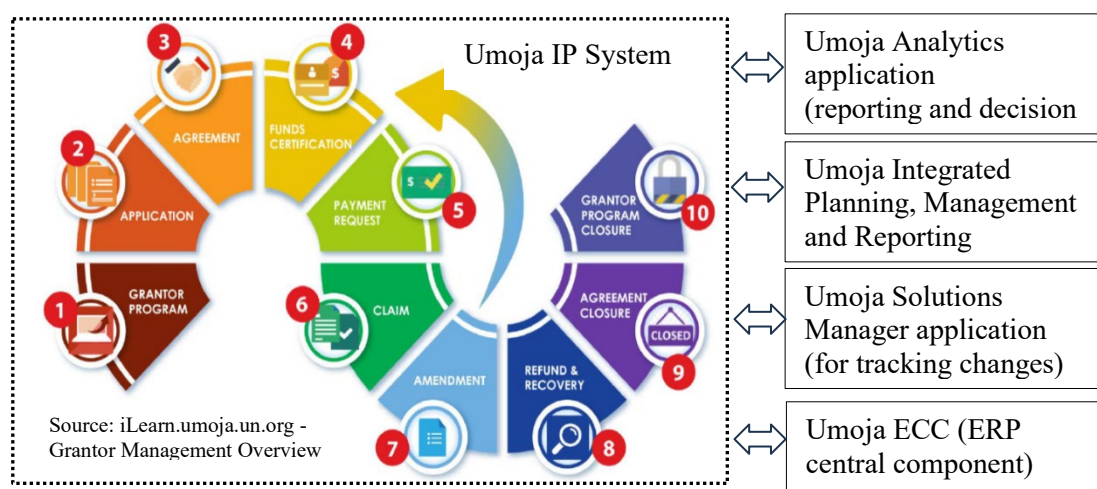 Umoja IP System
1
GRANTOR
PROGRAM
2
APPLICATION
3
AGREEMENT
4
$
FUNDS
CERTIFICATION
5
$
PAYMENT
REQUEST
6
CLAIM
7
AMENDMENT
8
REFUND &
RECOVERY
9
AGREEMENT
CLOSURE
CLOSED
10
GRANTOR
PROGRAM
CLOSURE
Source: iLearn.umoja.un.org -
Grantor Management Overview
Umoja Analytics
application
(reporting and decision
Umoja Integrated
Planning, Management
and Reporting
Umoja Solutions
Manager application
(for tracking changes)
Umoja ECC (ERP
central component)